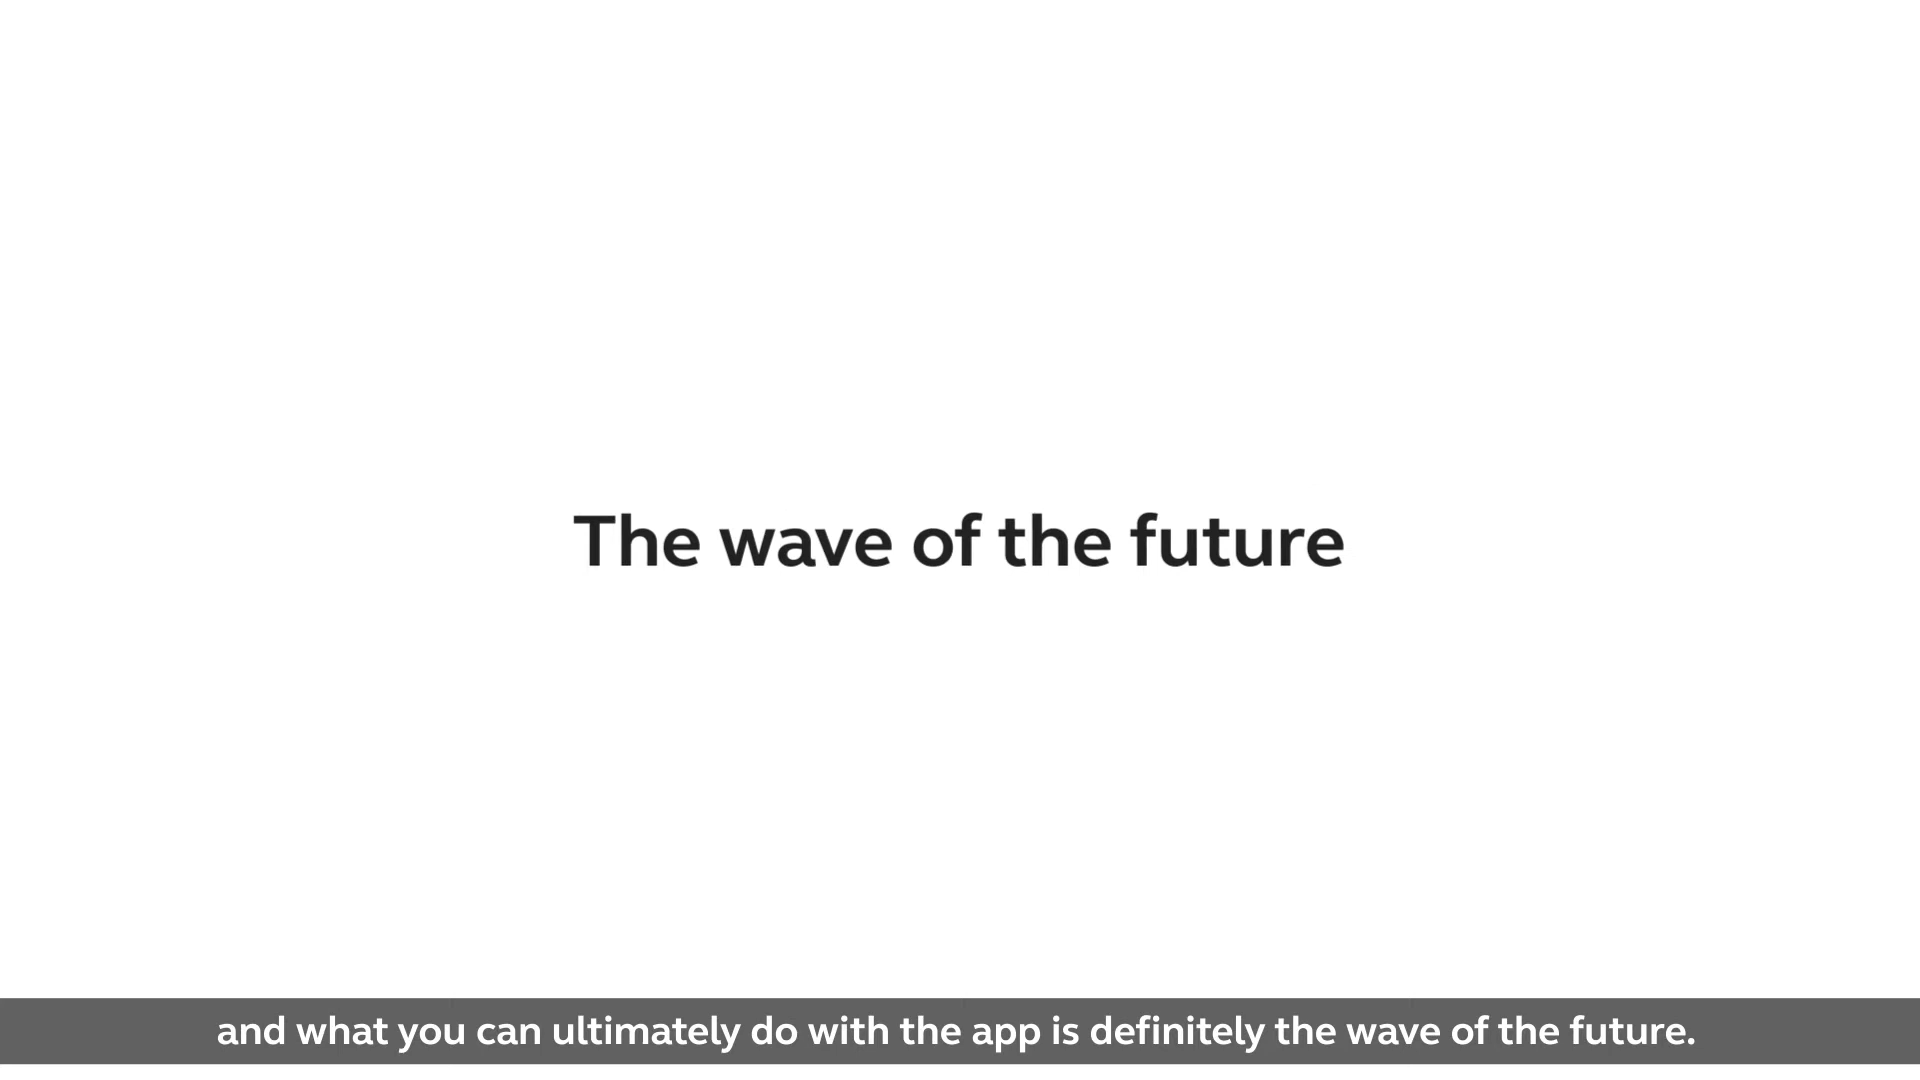 The wave of the future
and what you can ultimately do with the app is definitely the wave of the future.